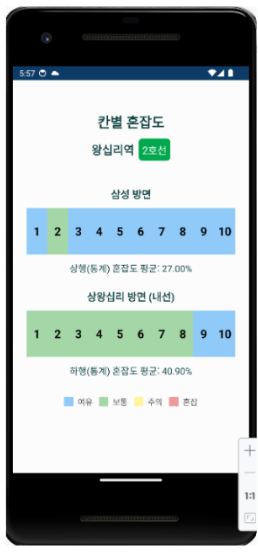 5:57
칸별 혼잡도
왕십리역 2호선
삼성 방면
1 2 3 4 5 6 7 8 9 10
상행(통계) 혼잡도 평균: 27.00%
상왕십리 방면 (내선)
1 2 3 4 5 6 7 8 9 10
하행(통계) 혼잡도 평균: 40.90%
여유 보통 주의 혼잡
1:1